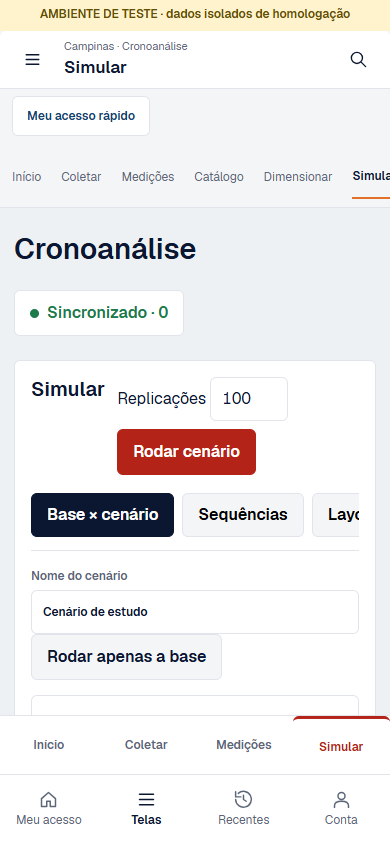 AMBIENTE DE TESTE · dados isolados de homologação
Campinas · Cronoanálise
Simular
Meu acesso rápido
Início Coletar Medições Catálogo Dimensionar Simula
Cronoanálise
Sincronizado · 0
Simular
Replicações 100
Rodar cenário
Base × cenário Sequências Layo
Nome do cenário
Cenário de estudo
Rodar apenas a base
Início Coletar Medições Simular
Meu acesso Telas Recentes Conta